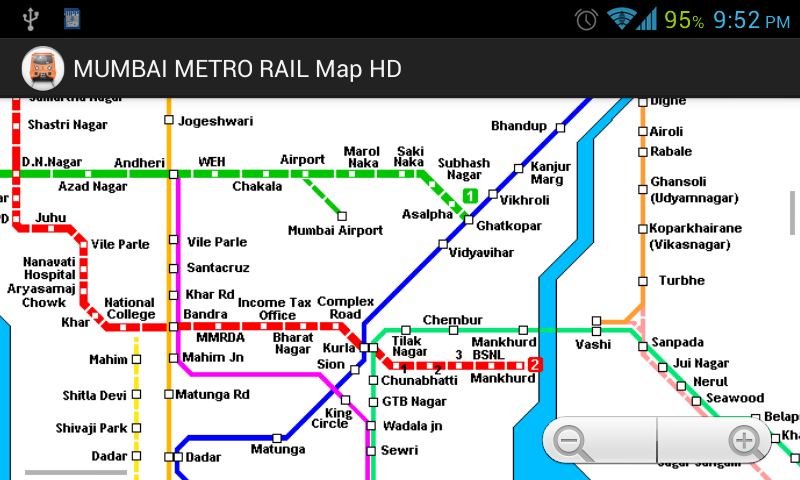 95% 9:52 PM
MUMBAI METRO RAIL Map HD
Digne
Shastri Nagar
Jogeshwari
Bhandup
Airoli
Rabale
D.N.Nagar
Andheri
WEH
Airport
Marol
Naka
Saki
Naka
Subhash
Nagar
Kanjur
Marg
Azad Nagar
Chakala
1
Vikhroli
Ghansoli
(Udyamnagar)
Juhu
Mumbai Airport
Asalpha
Ghatkopar
Koparkhairane
(Vikasnagar)
Vile Parle
Vile Parle
Vidyavihar
Nanavati
Hospital
Santacruz
Turbhe
Aryasamaj
Chowk
Khar Rd
National
College
Bandra
Income Tax
Office
Complex
Road
Chembur
Khar
MMRDA
Bharat
Nagar
Kurla
Tilak
Nagar
Mankhurd
Vashi
Sanpada
Mahim
Mahim Jn
Sion
1
2
3
BSNL
Mankhurd
2
Jui Nagar
Chunabhatti
Nerul
Shitla Devi
Matunga Rd
King
Circle
GTB Nagar
Seawood
Shivaji Park
Wadala jn
Belap
Dadar
Dadar
Matunga
Sewri
Kha